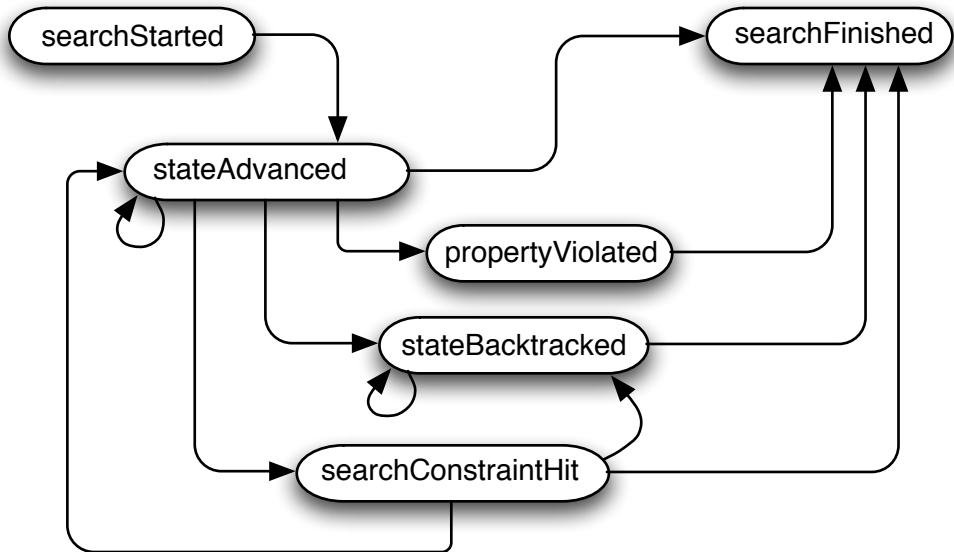 searchStarted
searchFinished
stateAdvanced
propertyViolated
stateBacktracked
searchConstraintHit